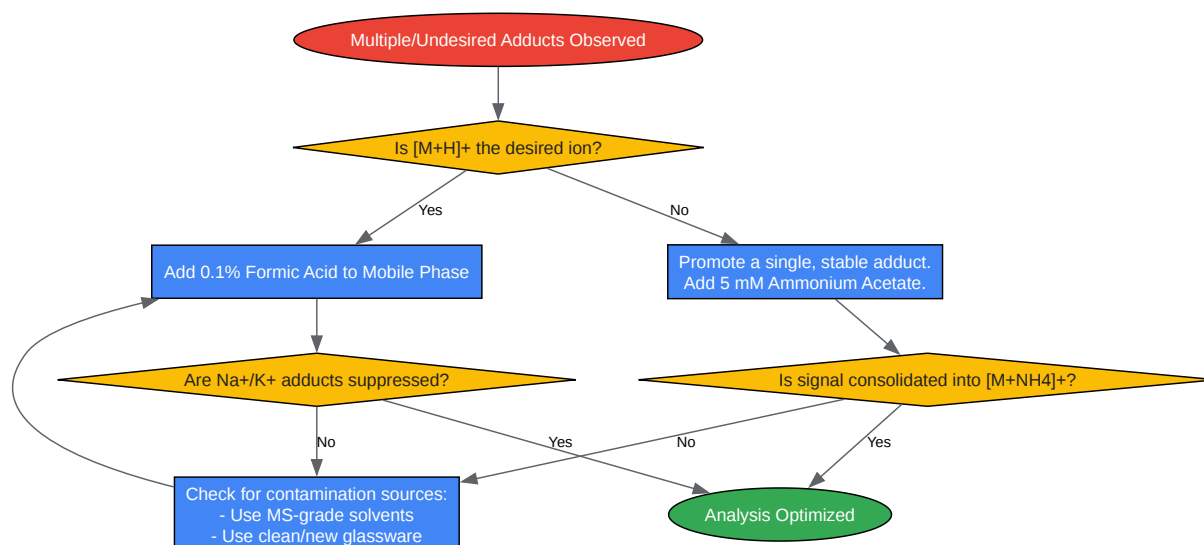 Multiple/Undesired Adducts Observed
Is [M+H]+ the desired ion?
Yes
No
Add 0.1% Formic Acid to Mobile Phase
Promote a single, stable adduct.
Add 5 mM Ammonium Acetate.
Are Na+/K+ adducts suppressed?
Is signal consolidated into [M+NH4]+?
No
Yes
No
Yes
Check for contamination sources:
- Use MS-grade solvents
- Use clean/new glassware
Analysis Optimized